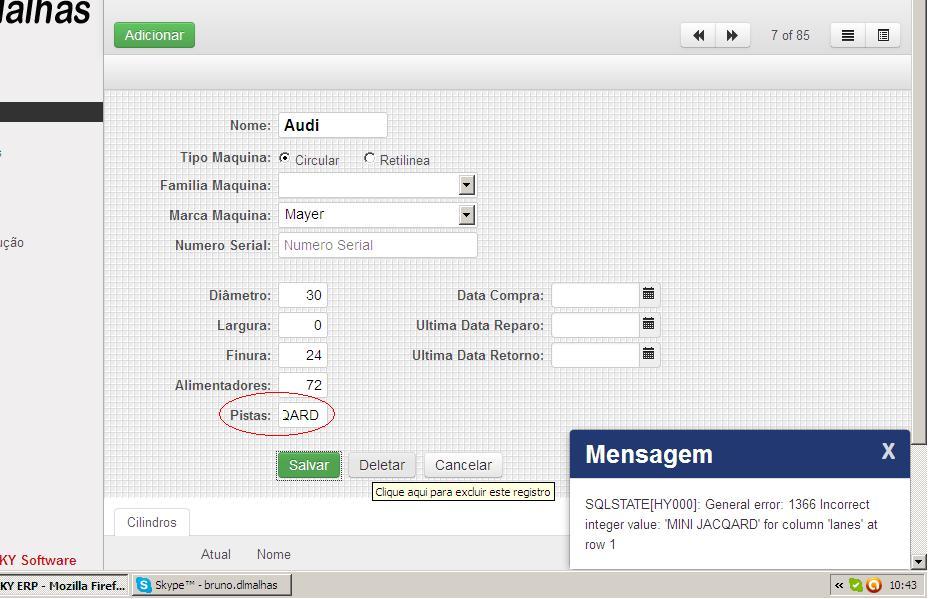 Adicionar
7 of 85
Nome: Audi
Tipo Maquina: Circular Retilinea
Familia Maquina:
Marca Maquina: Mayer
Numero Serial: Numero Serial
Diâmetro: 30 Data Compra:
Largura: 0 Ultima Data Reparo:
Finura: 24 Ultima Data Retorno:
Alimentadores: 72
Pistas: QARD
Salvar Deletar Cancelar
Clique aqui para excluir este registro
Mensagem X
SQLSTATE[HY000]: General error: 1366 Incorrect
integer value: 'MINI JACQARD' for column 'lanes' at
row 1
Cilindros
Atual Nome
KY Software
KY ERP - Mozilla Firef... Skype™ - bruno.dlmalhas « 10:43